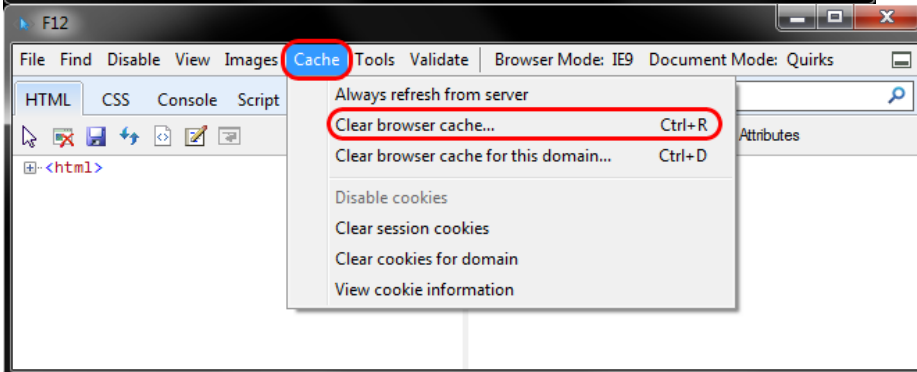 F12
File Find Disable View Images Cache Tools Validate Browser Mode: IE9 Document Mode: Quirks
HTML CSS Console Script
Always refresh from server
Clear browser cache... Ctrl+R
Attributes
Clear browser cache for this domain... Ctrl+D
<html>
Disable cookies
Clear session cookies
Clear cookies for domain
View cookie information